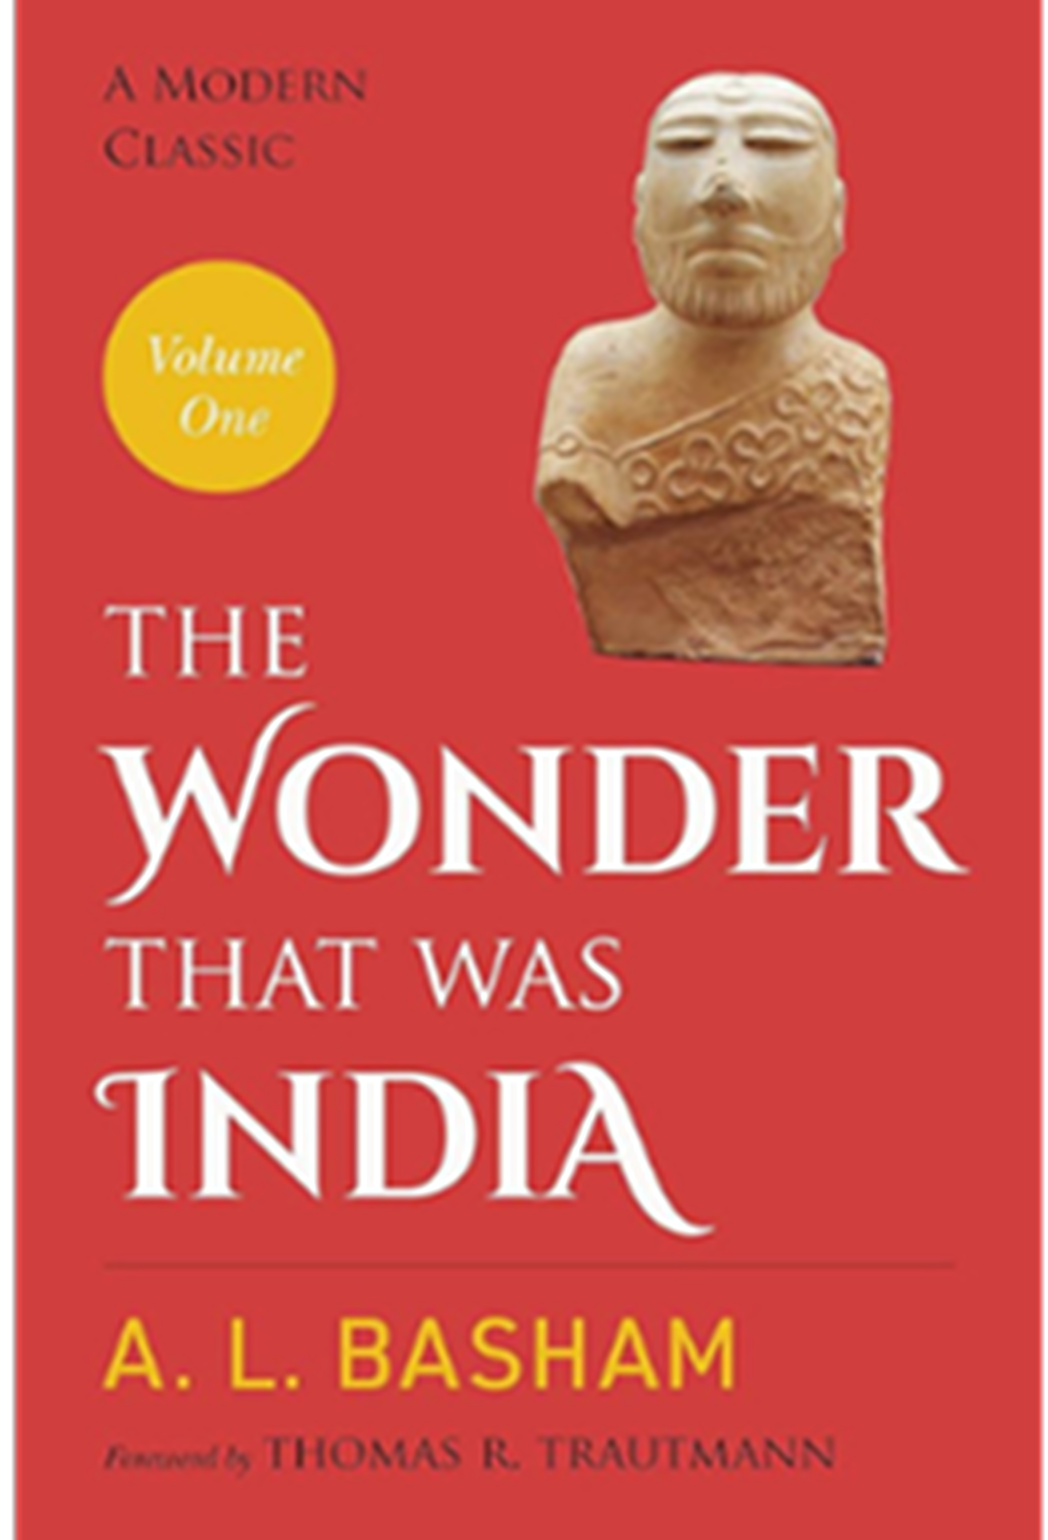 A MODERN
CLASSIC
Volume
One
THE
WONDER
THAT WAS
INDIA
A. L. BASHAM
Foreword by THOMAS R. TRAUTMANN